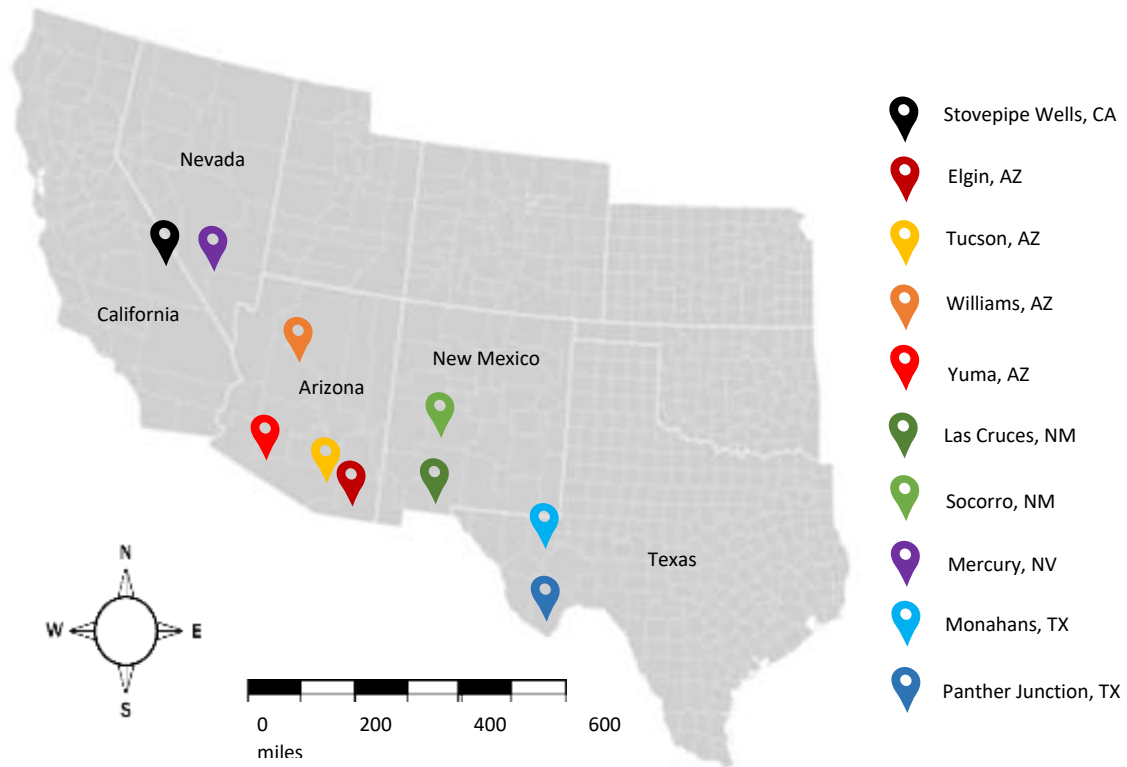 Nevada
California
Arizona
New Mexico
Texas
N
W
E
S
0
200
400
600
miles
Stovepipe Wells, CA
Elgin, AZ
Tucson, AZ
Williams, AZ
Yuma, AZ
Las Cruces, NM
Socorro, NM
Mercury, NV
Monahans, TX
Panther Junction, TX